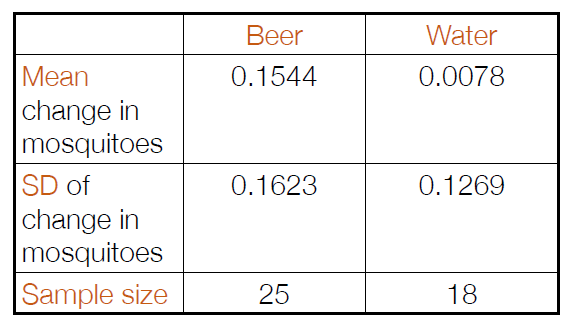 Beer Water
Mean 0.1544 0.0078
change in
mosquitoes
SD of 0.1623 0.1269
change in
mosquitoes
Sample size 25 18